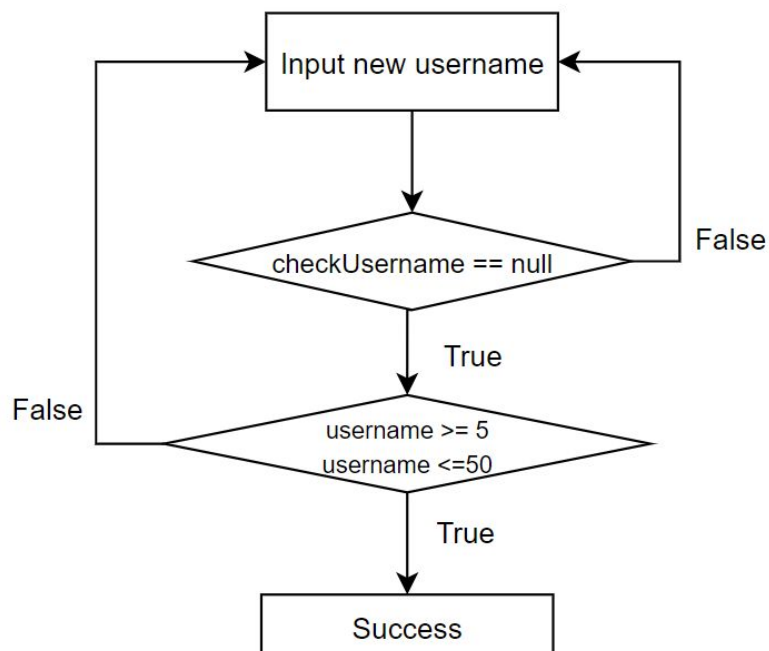 Input new username
checkUsername == null
False
True
False
username >= 5
username <=50
True
Success